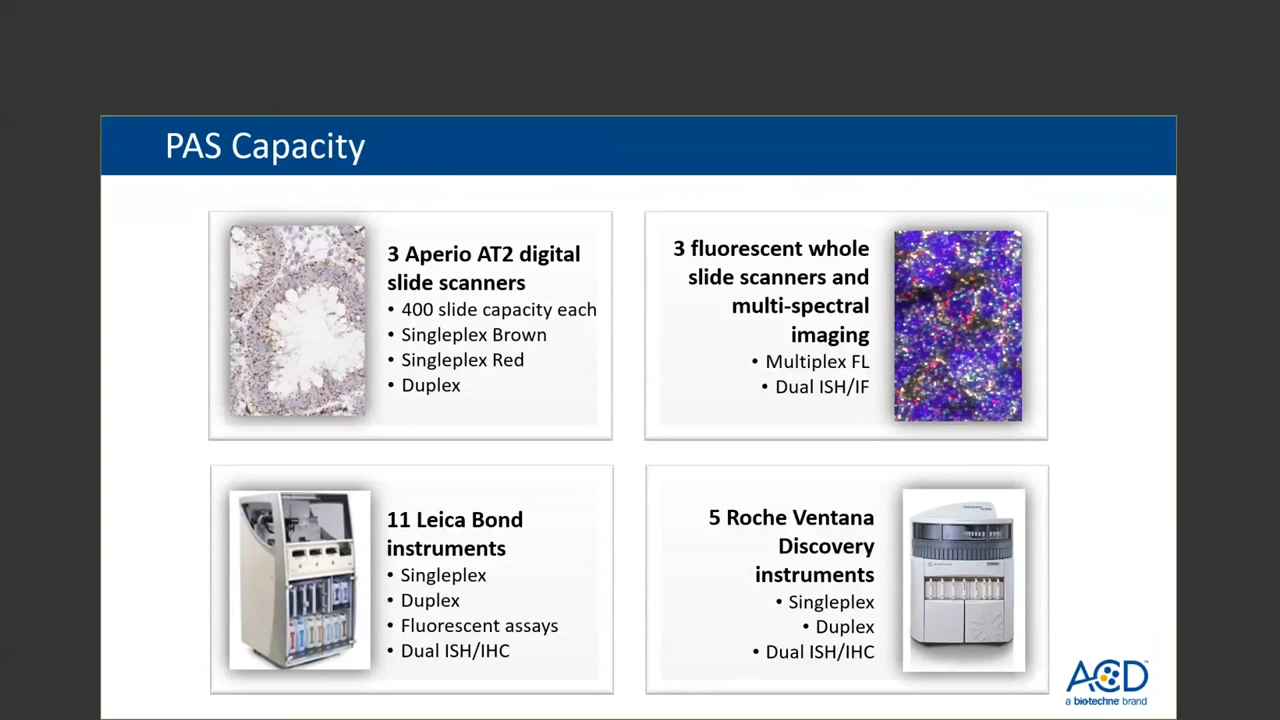 PAS Capacity
3 Aperio AT2 digital
slide scanners
• 400 slide capacity each
• Singleplex Brown
• Singleplex Red
• Duplex
3 fluorescent whole
slide scanners and
multi-spectral
imaging
• Multiplex FL
• Dual ISH/IF
11 Leica Bond
instruments
• Singleplex
• Duplex
• Fluorescent assays
• Dual ISH/IHC
5 Roche Ventana
Discovery
instruments
• Singleplex
• Duplex
• Dual ISH/IHC
ACD™
a biotechne brand